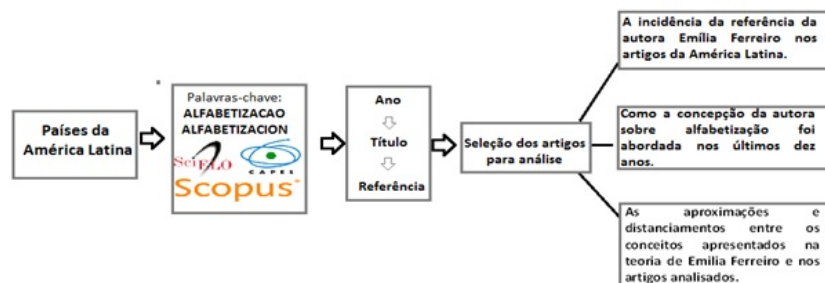 Países da
América Latina
Palavras-chave:
ALFABETIZACAO
ALFABETIZACION
SciELO
CAPES
Scopus
Ano
Título
Referência
Seleção dos artigos
para análise
A incidência da referência da
autora Emília Ferreiro nos
artigos da América Latina.
Como a concepção da autora
sobre alfabetização foi
abordada nos últimos dez
anos.
As aproximações e
distanciamentos entre os
conceitos apresentados na
teoria de Emilia Ferreiro e nos
artigos analisados.